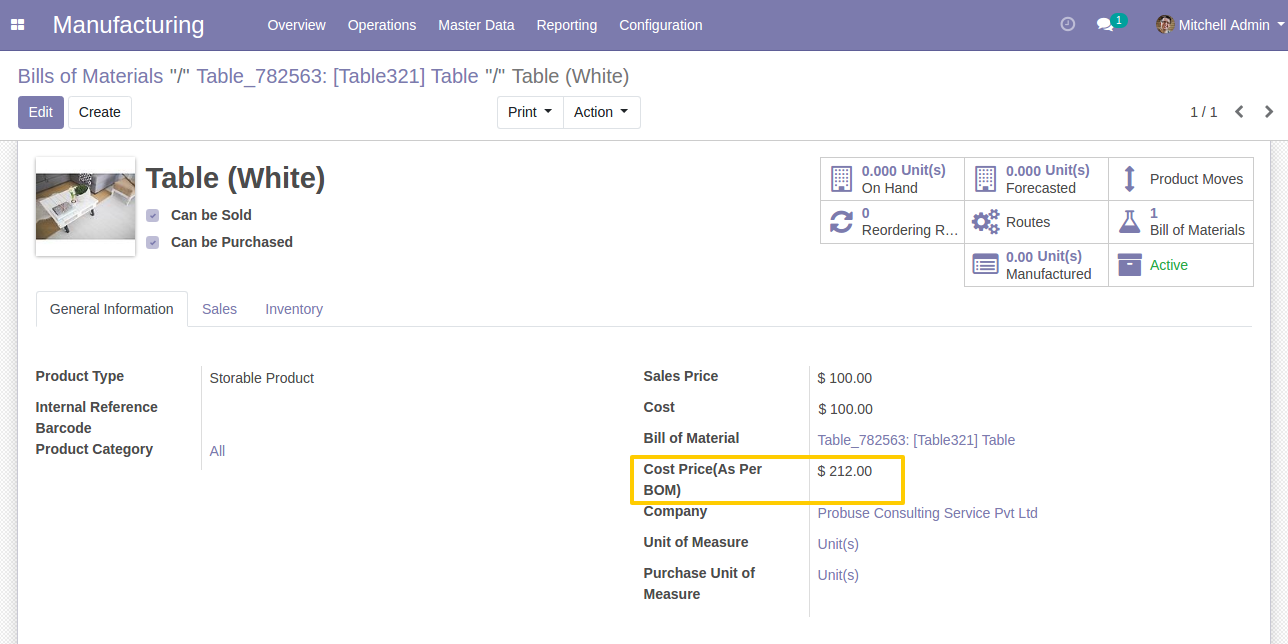 Manufacturing Overview Operations Master Data Reporting Configuration 1 Mitchell Admin
Bills of Materials "/" Table_782563: [Table321] Table "/" Table (White)
Edit Create Print Action 1 / 1
Table (White)
Can be Sold
Can be Purchased
0.000 Unit(s)
On Hand
0.000 Unit(s)
Forecasted
Product Moves
0
Reordering R...
Routes
1
Bill of Materials
0.00 Unit(s)
Manufactured
Active
General Information Sales Inventory
Product Type Storable Product
Internal Reference
Barcode
Product Category All
Sales Price $ 100.00
Cost $ 100.00
Bill of Material Table_782563: [Table321] Table
Cost Price(As Per $ 212.00
BOM)
Company Probuse Consulting Service Pvt Ltd
Unit of Measure Unit(s)
Purchase Unit of Unit(s)
Measure